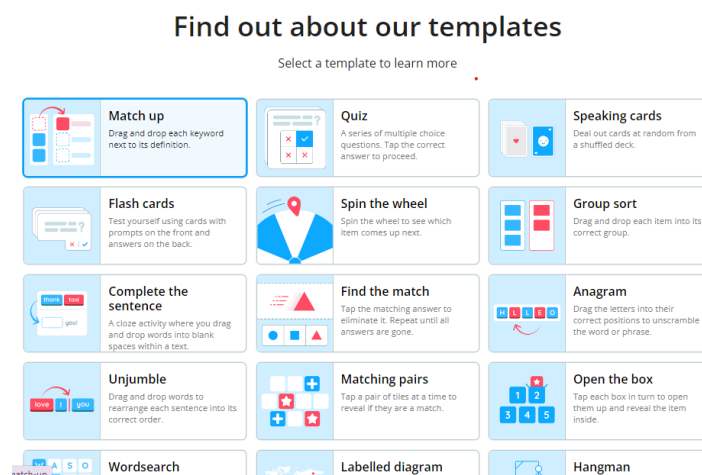 Find out about our templates
Select a template to learn more
Match up
Drag and drop each keyword
next to its definition.
Quiz
A series of multiple choice
questions. Tap the correct
answer to proceed.
Speaking cards
Deal out cards at random from
a shuffled deck.
Flash cards
Test yourself using cards with
prompts on the front and
answers on the back.
Spin the wheel
Spin the wheel to see which
item comes up next.
Group sort
Drag and drop each item into its
correct group.
thank taxi
you!
Complete the
sentence
A cloze activity where you drag
and drop words into blank
spaces within a text.
Find the match
Tap the matching answer to
eliminate it. Repeat until all
answers are gone.
H L L E O
Anagram
Drag the letters into their
correct positions to unscramble
the word or phrase.
love I you
Unjumble
Drag and drop words to
rearrange each sentence into its
correct order.
Matching pairs
Tap a pair of tiles at a time to
reveal if they are a match.
1 2
3 4 5
Open the box
Tap each box in turn to open
them up and reveal the item
inside.
W A S O
Wordsearch
Labelled diagram
Hangman
match-up